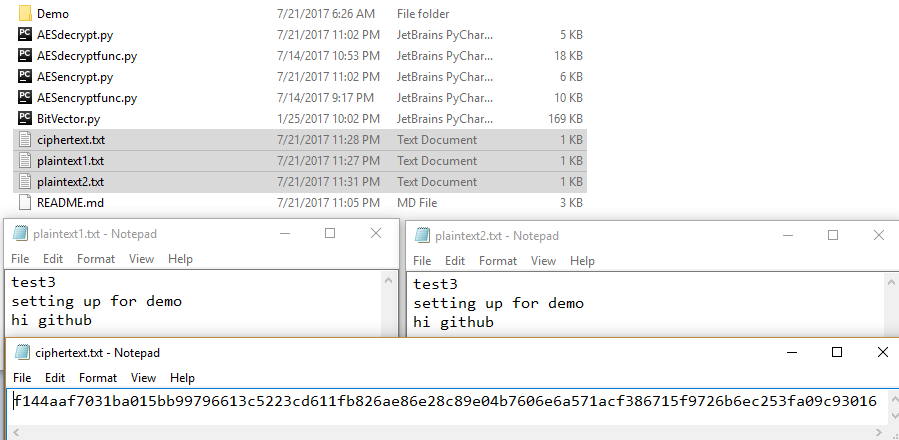 Demo 7/21/2017 6:26 AM File folder
AESdecrypt.py 7/21/2017 11:02 PM JetBrains PyChar... 5 KB
AESdecryptfunc.py 7/14/2017 10:53 PM JetBrains PyChar... 18 KB
AESencrypt.py 7/21/2017 11:02 PM JetBrains PyChar... 6 KB
AESencryptfunc.py 7/14/2017 9:17 PM JetBrains PyChar... 10 KB
BitVector.py 1/25/2017 10:02 PM JetBrains PyChar... 169 KB
ciphertext.txt 7/21/2017 11:28 PM Text Document 1 KB
plaintext1.txt 7/21/2017 11:27 PM Text Document 1 KB
plaintext2.txt 7/21/2017 11:31 PM Text Document 1 KB
README.md 7/21/2017 11:05 PM MD File 3 KB
plaintext1.txt - Notepad
File Edit Format View Help
test3
setting up for demo
hi github
plaintext2.txt - Notepad
File Edit Format View Help
test3
setting up for demo
hi github
ciphertext.txt - Notepad
File Edit Format View Help
f144aaf7031ba015bb99796613c5223cd611fb826ae86e28c89e04b7606e6a571acf386715f9726b6ec253fa09c93016